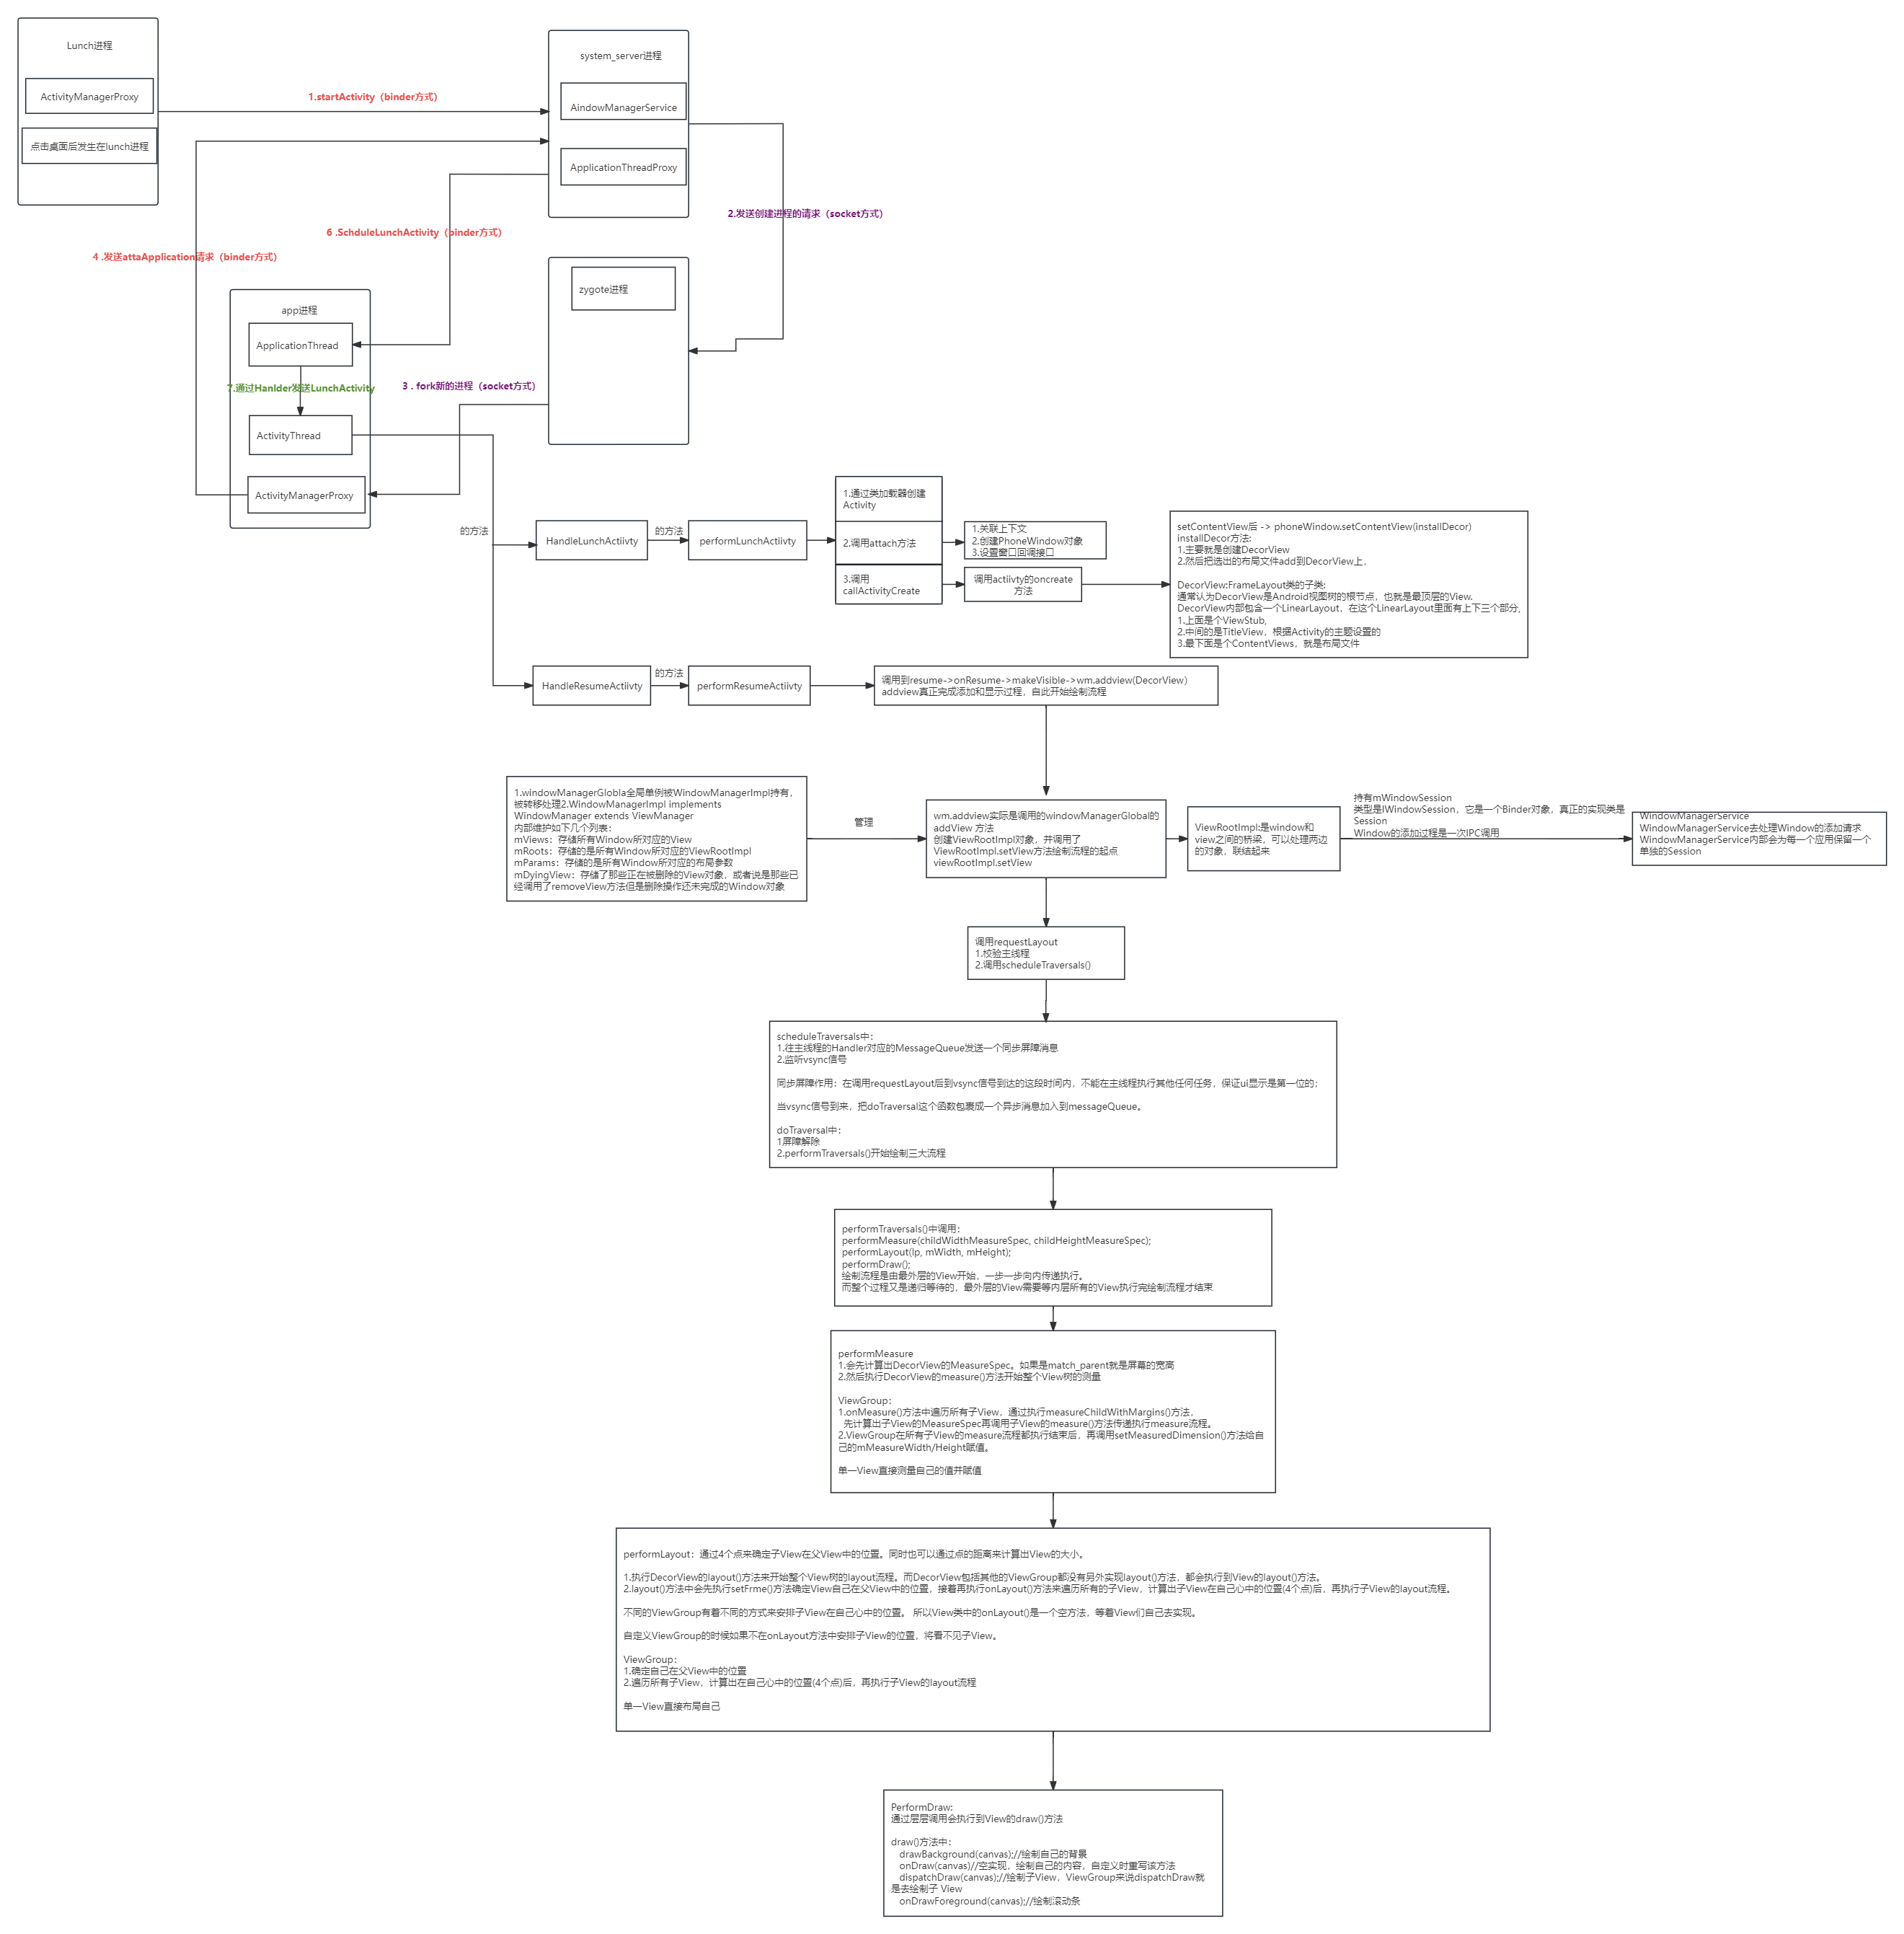 Lunch进程
ActivityManagerProxy
点击桌面后发生在lunch进程
1.startActivity（binder方式）
system_server进程
AindowManagerService
ApplicationThreadProxy
2.发送创建进程的请求（socket方式）
6 .SchduleLunchActivity（binder方式）
4 .发送attaApplication请求（binder方式）
zygote进程
app进程
ApplicationThread
7.通过Hanlder发送LunchActivity
3 . fork新的进程（socket方式）
ActivityThread
ActivityManagerProxy
的方法
HandleLunchActiivty
的方法
performLunchActiivty
1.通过类加载器创建
Activity
2.调用attach方法
3.调用
callActivityCreate
1.关联上下文
2.创建PhoneWindow对象
3.设置窗口回调接口
调用actiivty的oncreate
方法
setContentView后 -> phoneWindow.setContentView(installDecor)
installDecor方法:
1.主要就是创建DecorView
2.然后把选出的布局文件add到DecorView上，
DecorView:FrameLayout类的子类:
通常认为DecorView是Android视图树的根节点，也就是最顶层的View.
DecorView内部包含一个LinearLayout，在这个LinearLayout里面有上下三个部分，
1.上面是个ViewStub,
2.中间的是TitleView，根据Activity的主题设置的
3.最下面是个ContentViews，就是布局文件
HandleResumeActiivty
的方法
performResumeActiivty
调用到resume->onResume->makeVisible->wm.addview(DecorView）
addview真正完成添加和显示过程，自此开始绘制流程
1.windowManagerGlobla全局单例被WindowManagerImpl持有，
被转移处理2.WindowManagerImpl implements
WindowManager extends ViewManager
内部维护如下几个列表：
mViews：存储所有Window所对应的View
mRoots：存储的是所有Window所对应的ViewRootImpl
mParams：存储的是所有Window所对应的布局参数
mDyingView：存储了那些正在被删除的View对象，或者说是那些已
经调用了removeView方法但是删除操作还未完成的Window对象
管理
wm.addview实际是调用的windowManagerGlobal的
addView 方法
创建ViewRootImpl对象，并调用了
ViewRootImpl.setView方法绘制流程的起点
viewRootImpl.setView
ViewRootImpl:是window和
view之间的桥梁，可以处理两边
的对象，联结起来
持有mWindowSession
类型是IWindowSession，它是一个Binder对象，真正的实现类是
Session
Window的添加过程是一次IPC调用
WindowManagerService
WindowManagerService去处理Window的添加请求
WindowManagerService内部会为每一个应用保留一个
单独的Session
调用requestLayout
1.校验主线程
2.调用scheduleTraversals()
scheduleTraversals中：
1.往主线程的Handler对应的MessageQueue发送一个同步屏障消息
2.监听vsync信号
同步屏障作用：在调用requestLayout后到vsync信号到达的这段时间内，不能在主线程执行其他任何任务，保证ui显示是第一位的；
当vsync信号到来，把doTraversal这个函数包裹成一个异步消息加入到messageQueue。
doTraversal中：
1屏障解除
2.performTraversals()开始绘制三大流程
performTraversals()中调用：
performMeasure(childWidthMeasureSpec, childHeightMeasureSpec);
performLayout(lp, mWidth, mHeight);
performDraw();
绘制流程是由最外层的View开始，一步一步向内传递执行。
而整个过程又是递归等待的，最外层的View需要等内层所有的View执行完绘制流程才结束
performMeasure
1.会先计算出DecorView的MeasureSpec。如果是match_parent就是屏幕的宽高
2.然后执行DecorView的measure()方法开始整个View树的测量
ViewGroup：
1.onMeasure()方法中遍历所有子View，通过执行measureChildWithMargins()方法，
先计算出子View的MeasureSpec再调用子View的measure()方法传递执行measure流程。
2.ViewGroup在所有子View的measure流程都执行结束后，再调用setMeasuredDimension()方法给自
己的mMeasureWidth/Height赋值。
单一View直接测量自己的值并赋值
performLayout：通过4个点来确定子View在父View中的位置。同时也可以通过点的距离来计算出View的大小。
1.执行DecorView的layout()方法来开始整个View树的layout流程。而DecorView包括其他的ViewGroup都没有另外实现layout()方法，都会执行到View的layout()方法。
2.layout()方法中会先执行setFrme()方法确定View自己在父View中的位置，接着再执行onLayout()方法来遍历所有的子View，计算出子View在自己心中的位置(4个点)后，再执行子View的layout流程。
不同的ViewGroup有着不同的方式来安排子View在自己心中的位置。 所以View类中的onLayout()是一个空方法，等着View们自己去实现。
自定义ViewGroup的时候如果不在onLayout方法中安排子View的位置，将看不见子View。
ViewGroup：
1.确定自己在父View中的位置
2.遍历所有子View，计算出在自己心中的位置(4个点)后，再执行子View的layout流程
单一View直接布局自己
PerformDraw:
通过层层调用会执行到View的draw()方法
draw()方法中：
drawBackground(canvas);//绘制自己的背景
onDraw(canvas)//空实现，绘制自己的内容，自定义时重写该方法
dispatchDraw(canvas);//绘制子View，ViewGroup来说dispatchDraw就
是去绘制子 View
onDrawForeground(canvas);//绘制滚动条